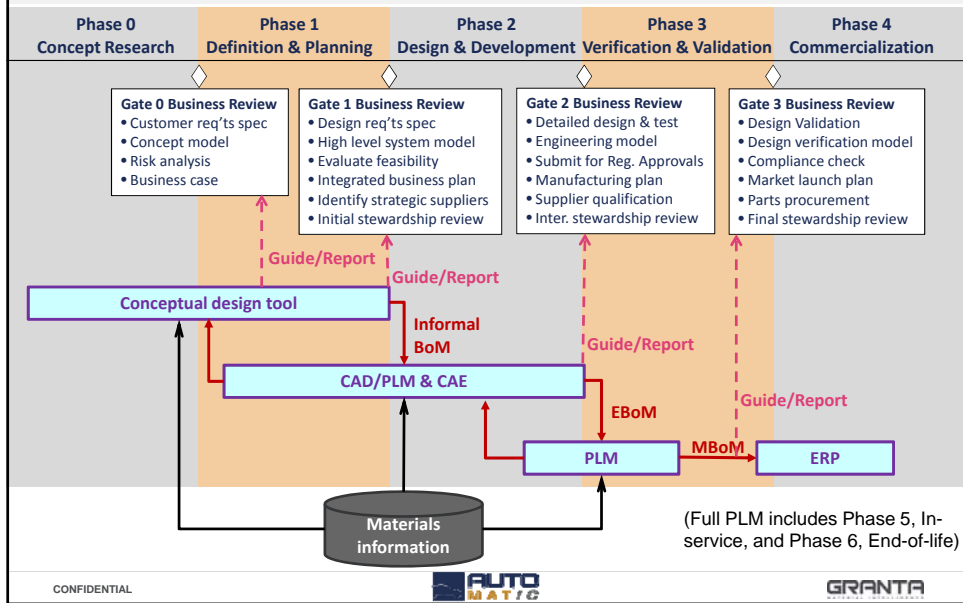 Phase 0
Concept Research
Phase 1
Definition & Planning
Phase 2
Design & Development
Phase 3
Verification & Validation
Phase 4
Commercialization
Gate 0 Business Review
• Customer req'ts spec
• Concept model
• Risk analysis
• Business case
Gate 1 Business Review
• Design req'ts spec
• High level system model
• Evaluate feasibility
• Integrated business plan
• Identify strategic suppliers
• Initial stewardship review
Gate 2 Business Review
• Detailed design & test
• Engineering model
• Submit for Reg. Approvals
• Manufacturing plan
• Supplier qualification
• Inter. stewardship review
Gate 3 Business Review
• Design Validation
• Design verification model
• Compliance check
• Market launch plan
• Parts procurement
• Final stewardship review
Guide/Report
Guide/Report
Conceptual design tool
Informal
BoM
Guide/Report
CAD/PLM & CAE
Guide/Report
EBoM
MBoM
PLM
ERP
Materials
information
(Full PLM includes Phase 5, In-
service, and Phase 6, End-of-life)
CONFIDENTIAL
AUTO
MATIC
GRANTA
MATERIAL INTELLIGENCE